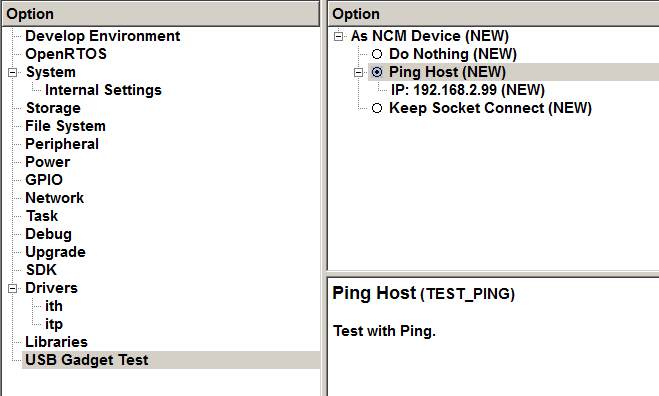 Option
Develop Environment
OpenRTOS
System
Internal Settings
Storage
File System
Peripheral
Power
GPIO
Network
Task
Debug
Upgrade
SDK
Drivers
ith
itp
Libraries
USB Gadget Test
Option
As NCM Device (NEW)
Do Nothing (NEW)
Ping Host (NEW)
IP: 192.168.2.99 (NEW)
Keep Socket Connect (NEW)
Ping Host (TEST_PING)
Test with Ping.